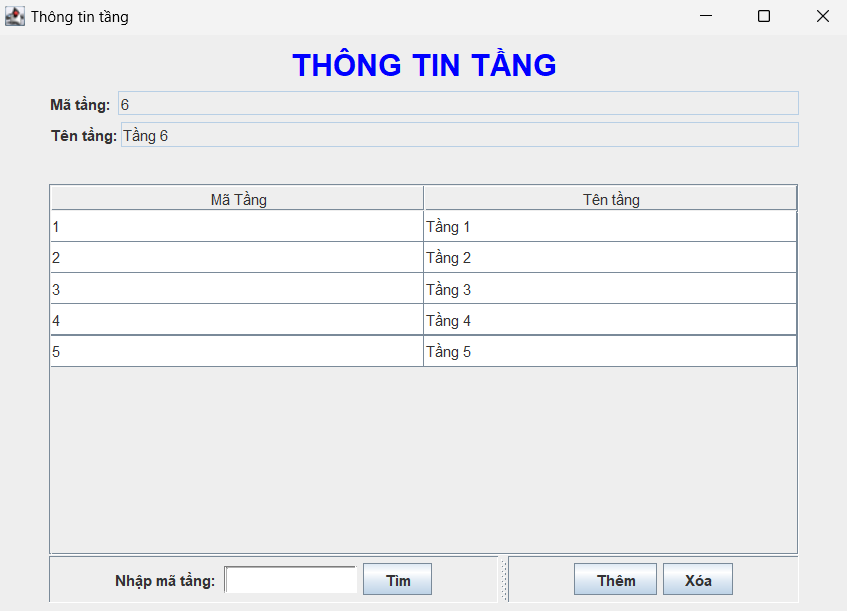 Thông tin tầng
THÔNG TIN TẦNG
Mã tầng: 6
Tên tầng: Tầng 6
Mã Tầng Tên tầng
1 Tầng 1
2 Tầng 2
3 Tầng 3
4 Tầng 4
5 Tầng 5
Nhập mã tầng: Tìm Thêm Xóa